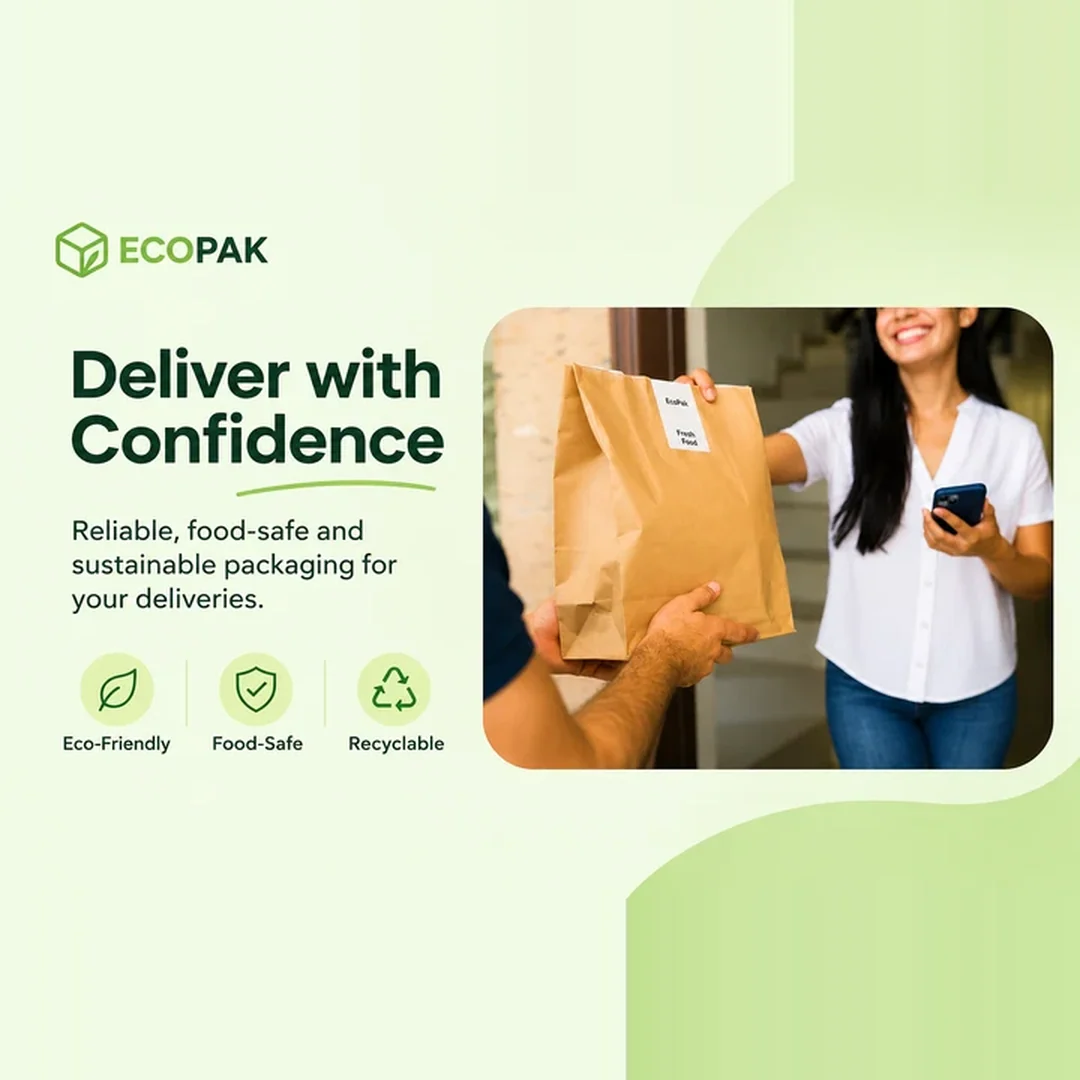 ECOPAK
Deliver with
Confidence
Reliable, food-safe and
sustainable packaging for
your deliveries.
Eco-Friendly
Food-Safe
Recyclable
EcoPak
Fresh
Food